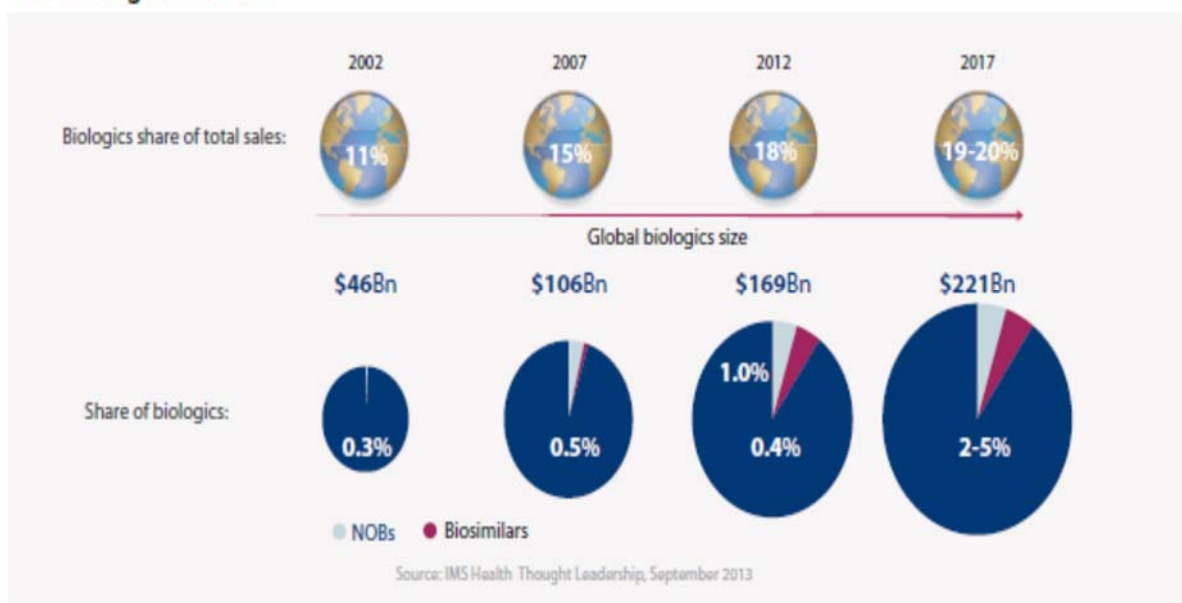 2002 2007 2012 2017
Biologics share of total sales:
11% 15% 18% 19-20%
Global biologics size
$46Bn $106Bn $169Bn $221Bn
1.0%
Share of biologics:
0.3% 0.5% 0.4% 2-5%
NOBs Biosimilars
Source: IMS Health Thought Leadership, September 2013